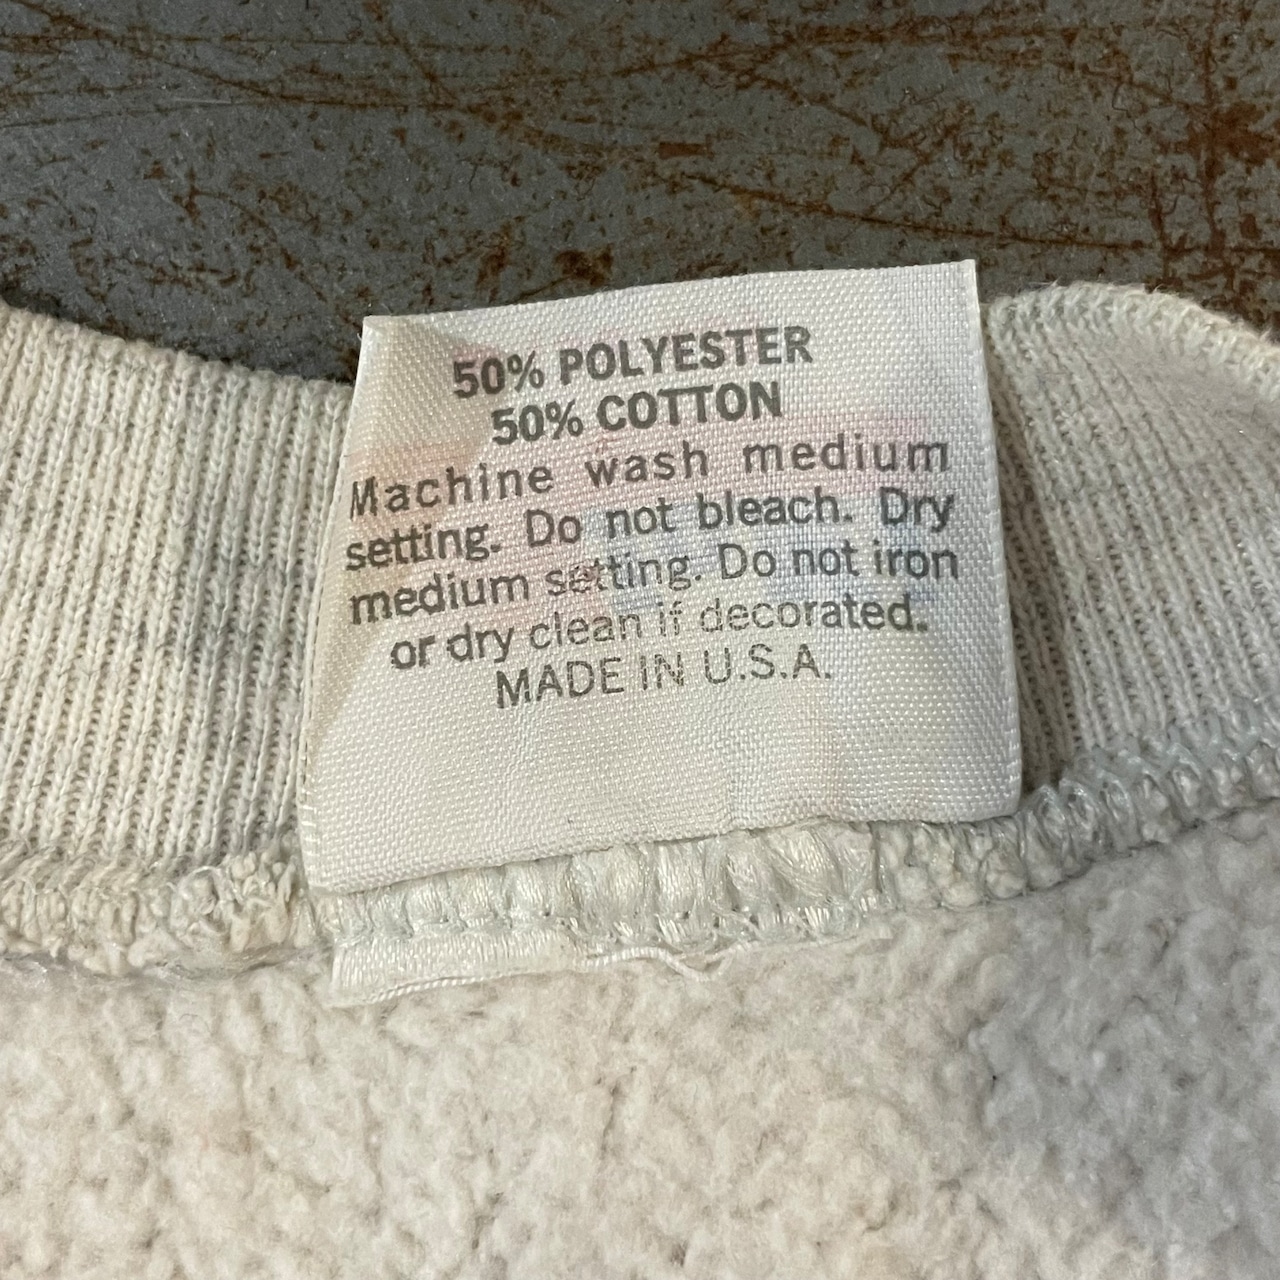 50% POLYESTER
50% COTTON
Machine wash medium
setting. Do not bleach. Dry
medium setting. Do not iron
or dry clean if decorated.
MADE IN U.S.A.